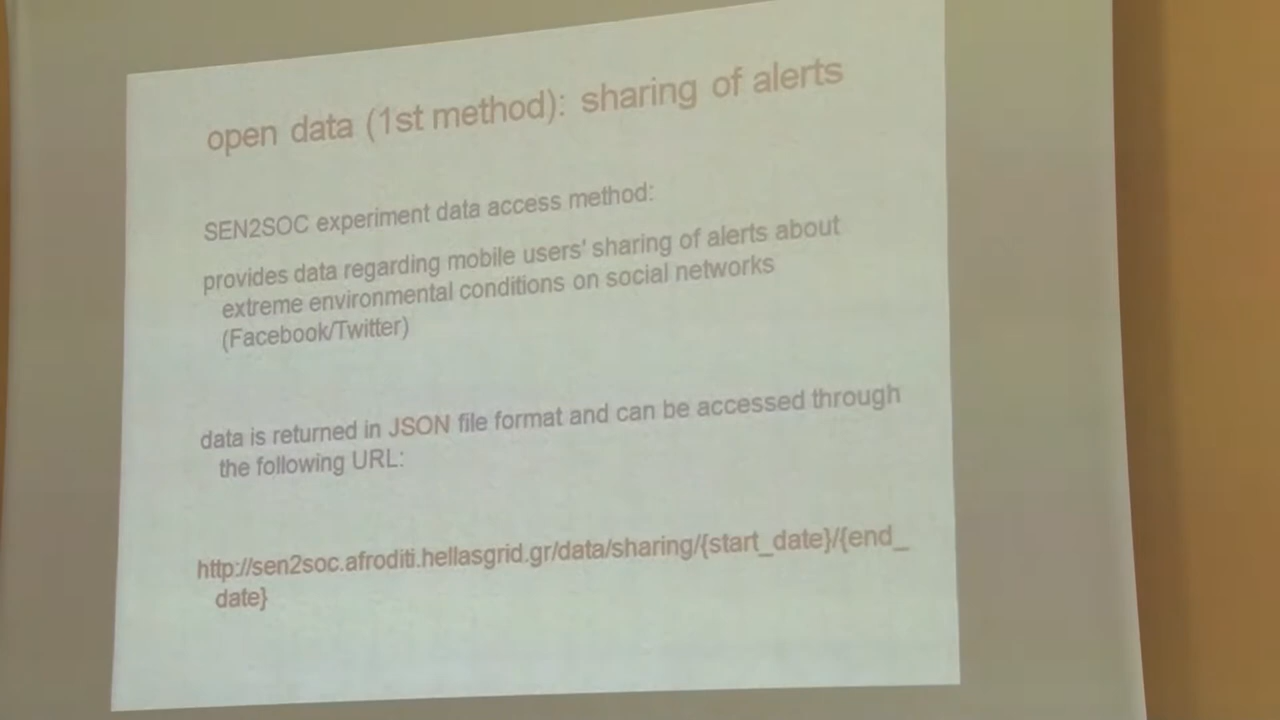 open data (1st method): sharing of alerts
SEN2SOC experiment data access method:
provides data regarding mobile users' sharing of alerts about
extreme environmental conditions on social networks
(Facebook/Twitter)
data is returned in JSON file format and can be accessed through
the following URL:
http://sen2soc.afroditi.hellasgrid.gr/data/sharing/{start_date}/{end_
date}